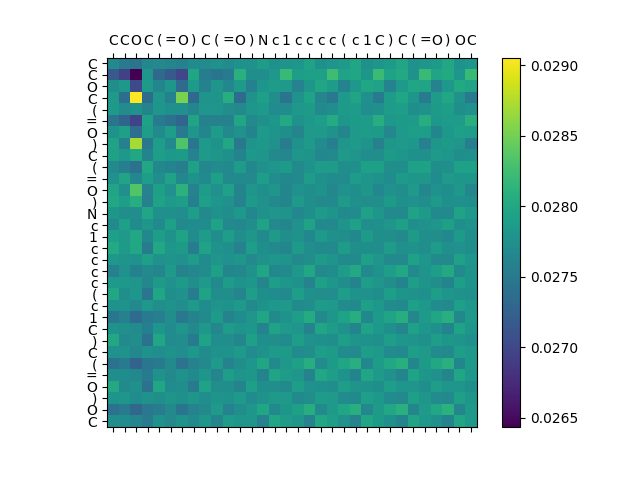 CCOC(=O)C(=O)Nc1cccc(c1C)C(=O)OC
C
C
O
C
(
=
O
)
C
(
=
O
)
N
c
1
c
c
c
c
(
c
1
C
)
C
(
=
O
)
O
C
0.0290
0.0285
0.0280
0.0275
0.0270
0.0265